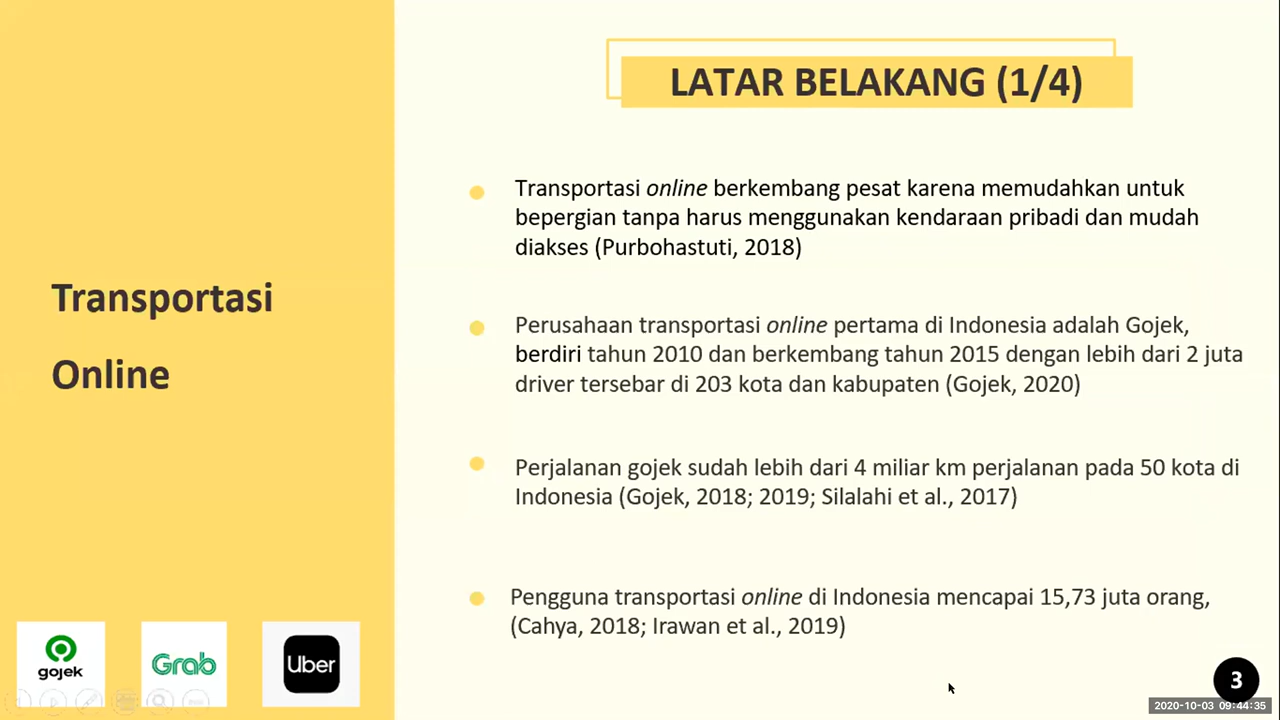 LATAR BELAKANG (1/4)
Transportasi
Online
Transportasi online berkembang pesat karena memudahkan untuk
bepergian tanpa harus menggunakan kendaraan pribadi dan mudah
diakses (Purbohastuti, 2018)
Perusahaan transportasi online pertama di Indonesia adalah Gojek,
berdiri tahun 2010 dan berkembang tahun 2015 dengan lebih dari 2 juta
driver tersebar di 203 kota dan kabupaten (Gojek, 2020)
Perjalanan gojek sudah lebih dari 4 miliar km perjalanan pada 50 kota di
Indonesia (Gojek, 2018; 2019; Silalahi et al., 2017)
Pengguna transportasi online di Indonesia mencapai 15,73 juta orang,
(Cahya, 2018; Irawan et al., 2019)
gojek
Grab
Uber
3
2020-10-03 09:44:35